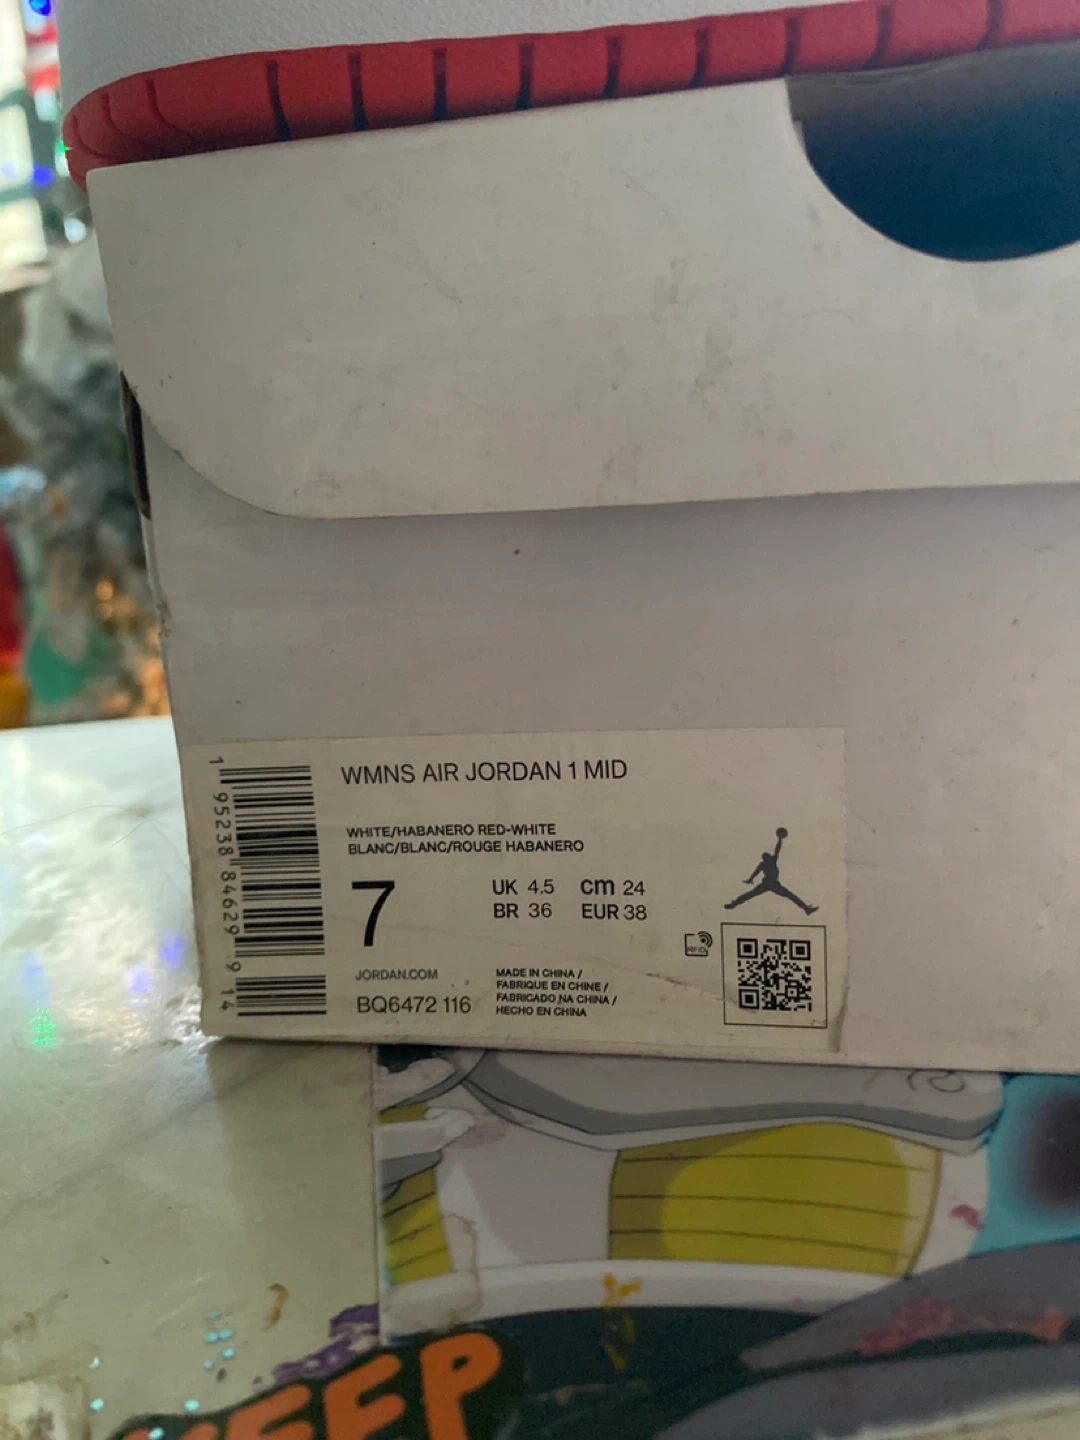 WMNS AIR JORDAN 1 MID
WHITE/HABANERO RED-WHITE
BLANC/BLANC/ROUGE HABANERO
7
UK 4.5 cm 24
BR 36 EUR 38
RFID
JORDAN.COM
BQ6472 116
MADE IN CHINA /
FABRIQUE EN CHINE /
FABRICADO NA CHINA /
HECHO EN CHINA
1 95238 84629 9 14